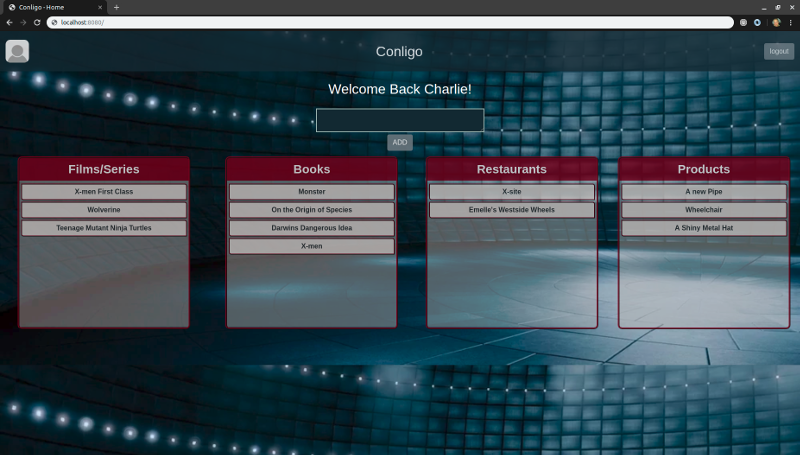 Conligo - Home
localhost:8080/
Conligo
logout
Welcome Back Charlie!
ADD
Films/Series
X-men First Class
Wolverine
Teenage Mutant Ninja Turtles
Books
Monster
On the Origin of Species
Darwins Dangerous Idea
X-men
Restaurants
X-site
Emelle's Westside Wheels
Products
A new Pipe
Wheelchair
A Shiny Metal Hat